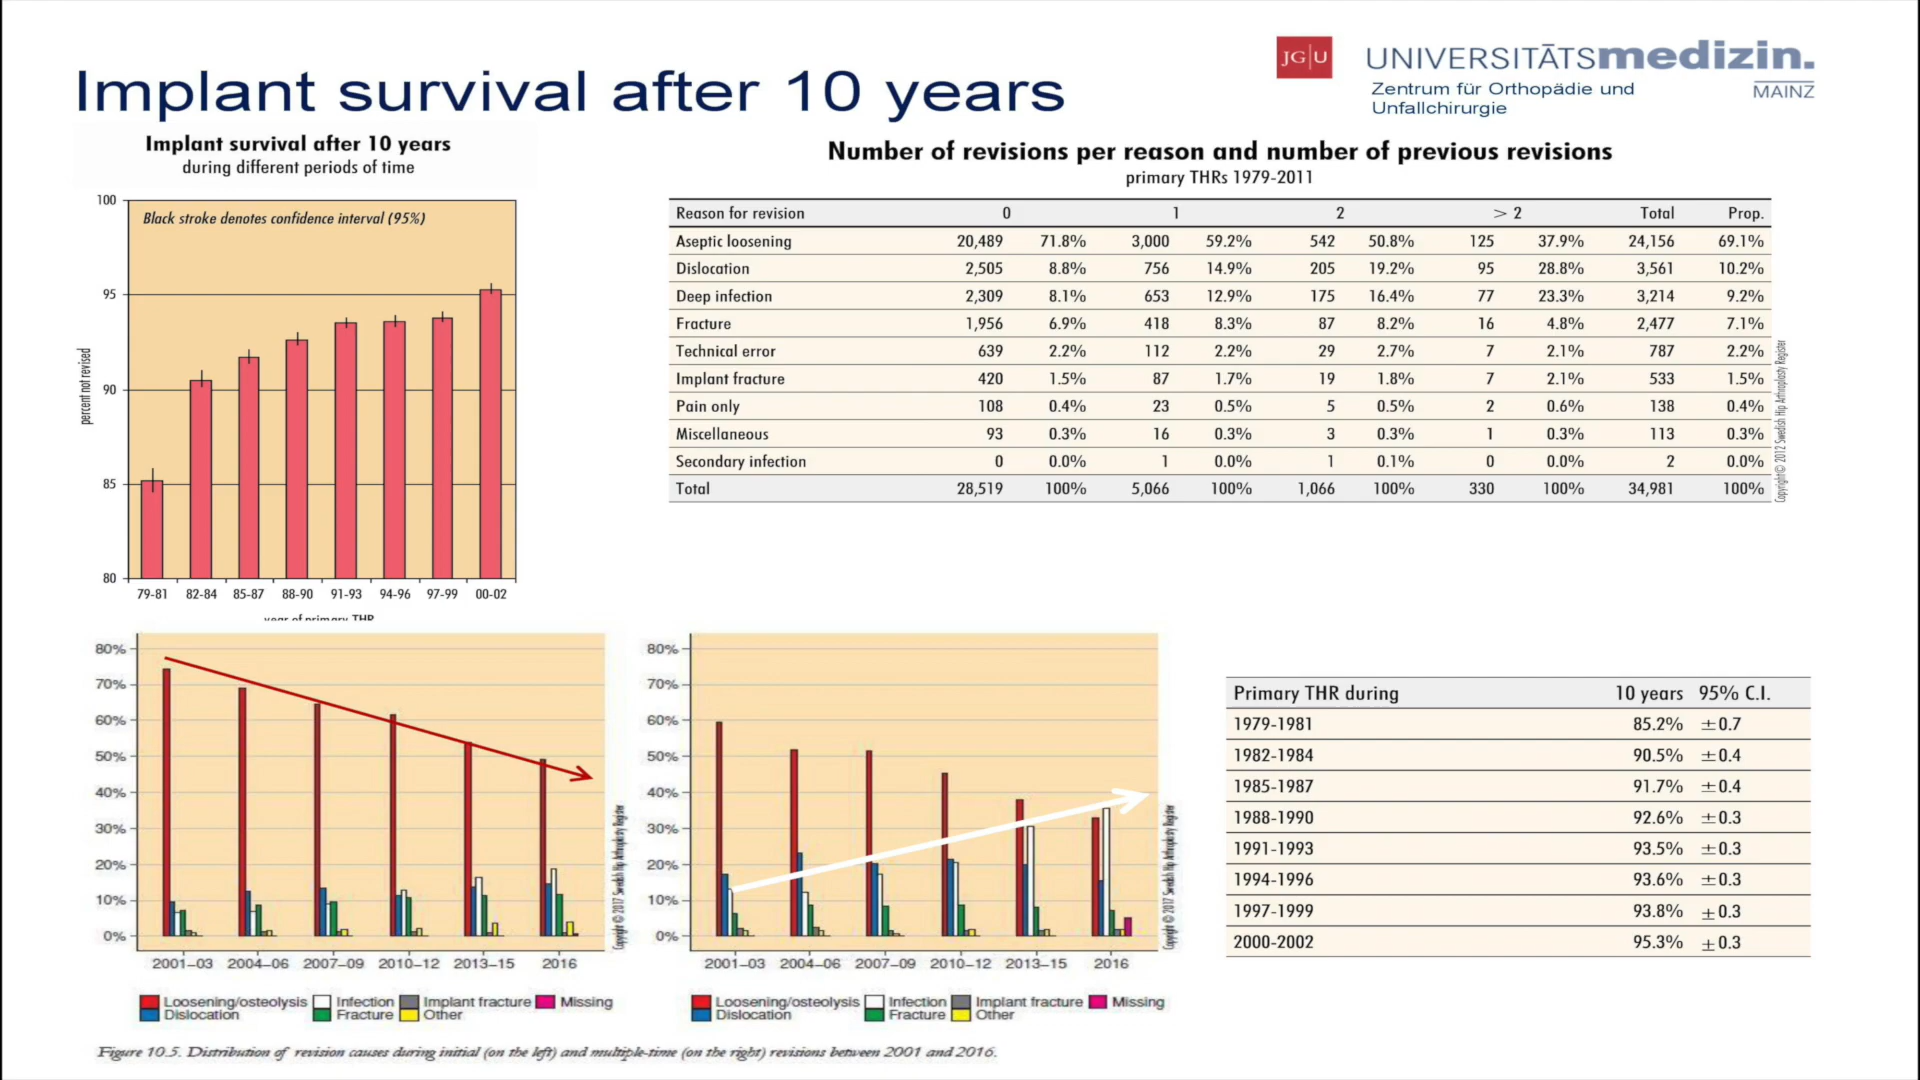 Implant survival after 10 years
JG|U
UNIVERSITĀTSmedizin.
Zentrum für Orthopädie und
Unfallchirurgie
MAINZ
Implant survival after 10 years
during different periods of time
Black stroke denotes confidence interval (95%)
percent not revised
100
95
90
85
80
79-81 82-84 85-87 88-90 91-93 94-96 97-99 00-02
year of primary THR
Number of revisions per reason and number of previous revisions
primary THRs 1979-2011
Reason for revision 0 1 2 > 2 Total Prop.
Aseptic loosening 20,489 71.8% 3,000 59.2% 542 50.8% 125 37.9% 24,156 69.1%
Dislocation 2,505 8.8% 756 14.9% 205 19.2% 95 28.8% 3,561 10.2%
Deep infection 2,309 8.1% 653 12.9% 175 16.4% 77 23.3% 3,214 9.2%
Fracture 1,956 6.9% 418 8.3% 87 8.2% 16 4.8% 2,477 7.1%
Technical error 639 2.2% 112 2.2% 29 2.7% 7 2.1% 787 2.2%
Implant fracture 420 1.5% 87 1.7% 19 1.8% 7 2.1% 533 1.5%
Pain only 108 0.4% 23 0.5% 5 0.5% 2 0.6% 138 0.4%
Miscellaneous 93 0.3% 16 0.3% 3 0.3% 1 0.3% 113 0.3%
Secondary infection 0 0.0% 1 0.0% 1 0.1% 0 0.0% 2 0.0%
Total 28,519 100% 5,066 100% 1,066 100% 330 100% 34,981 100%
Copyright© 2012 Swedish Hip Arthroplasty Register
80%
70%
60%
50%
40%
30%
20%
10%
0%
2001–03 2004–06 2007–09 2010–12 2013–15 2016
Copyright © 2017 Swedish Hip Arthroplasty Register
Loosening/osteolysis Infection Implant fracture Missing
Dislocation Fracture Other
80%
70%
60%
50%
40%
30%
20%
10%
0%
2001–03 2004–06 2007–09 2010–12 2013–15 2016
Copyright © 2017 Swedish Hip Arthroplasty Register
Loosening/osteolysis Infection Implant fracture Missing
Dislocation Fracture Other
Primary THR during 10 years 95% C.I.
1979-1981 85.2% ±0.7
1982-1984 90.5% ±0.4
1985-1987 91.7% ±0.4
1988-1990 92.6% ±0.3
1991-1993 93.5% ±0.3
1994-1996 93.6% ±0.3
1997-1999 93.8% ±0.3
2000-2002 95.3% ±0.3
Figure 10.5. Distribution of revision causes during initial (on the left) and multiple-time (on the right) revisions between 2001 and 2016.